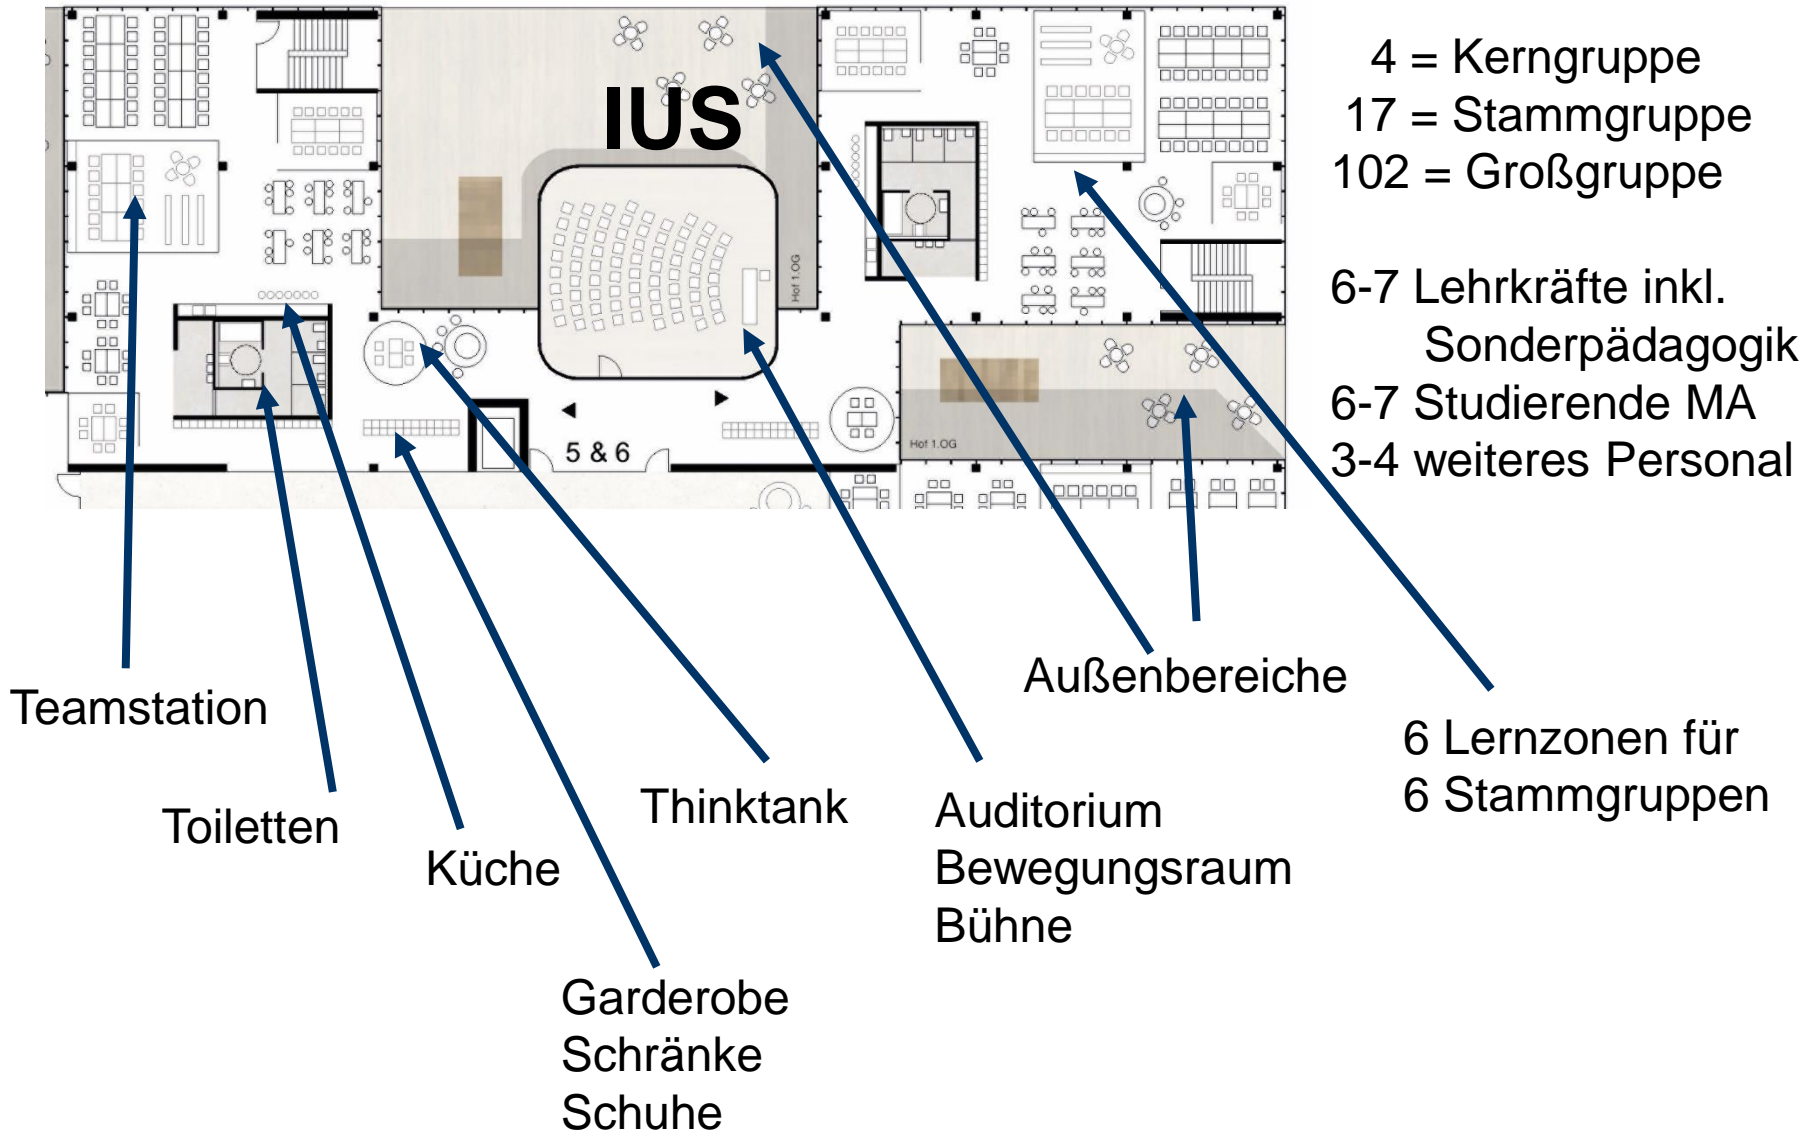 IUS
Hof 1.OG
5 & 6
Hof 1.OG
4 = Kerngruppe
17 = Stammgruppe
102 = Großgruppe
6-7 Lehrkräfte inkl.
Sonderpädagogik
6-7 Studierende MA
3-4 weiteres Personal
Teamstation
Toiletten
Küche
Garderobe
Schränke
Schuhe
Thinktank
Auditorium
Bewegungsraum
Bühne
Außenbereiche
6 Lernzonen für
6 Stammgruppen